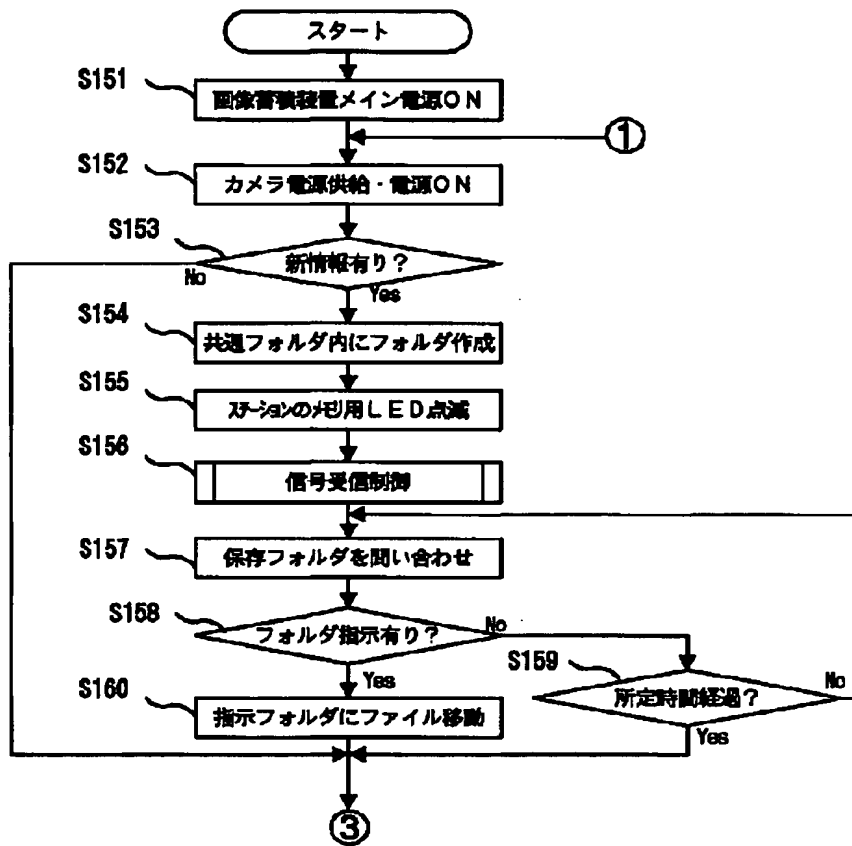 スタート
S151
画像蓄積装置メイン電源ON
①
S152
カメラ電源供給・電源ON
S153
新情報有り?
No
Yes
S154
共通フォルダ内にフォルダ作成
S155
ステーションのメモリ用LED点滅
S156
信号受信制御
S157
保存フォルダを問い合わせ
S158
フォルダ指示有り?
No
Yes
S159
所定時間経過?
No
Yes
S160
指示フォルダにファイル移動
③